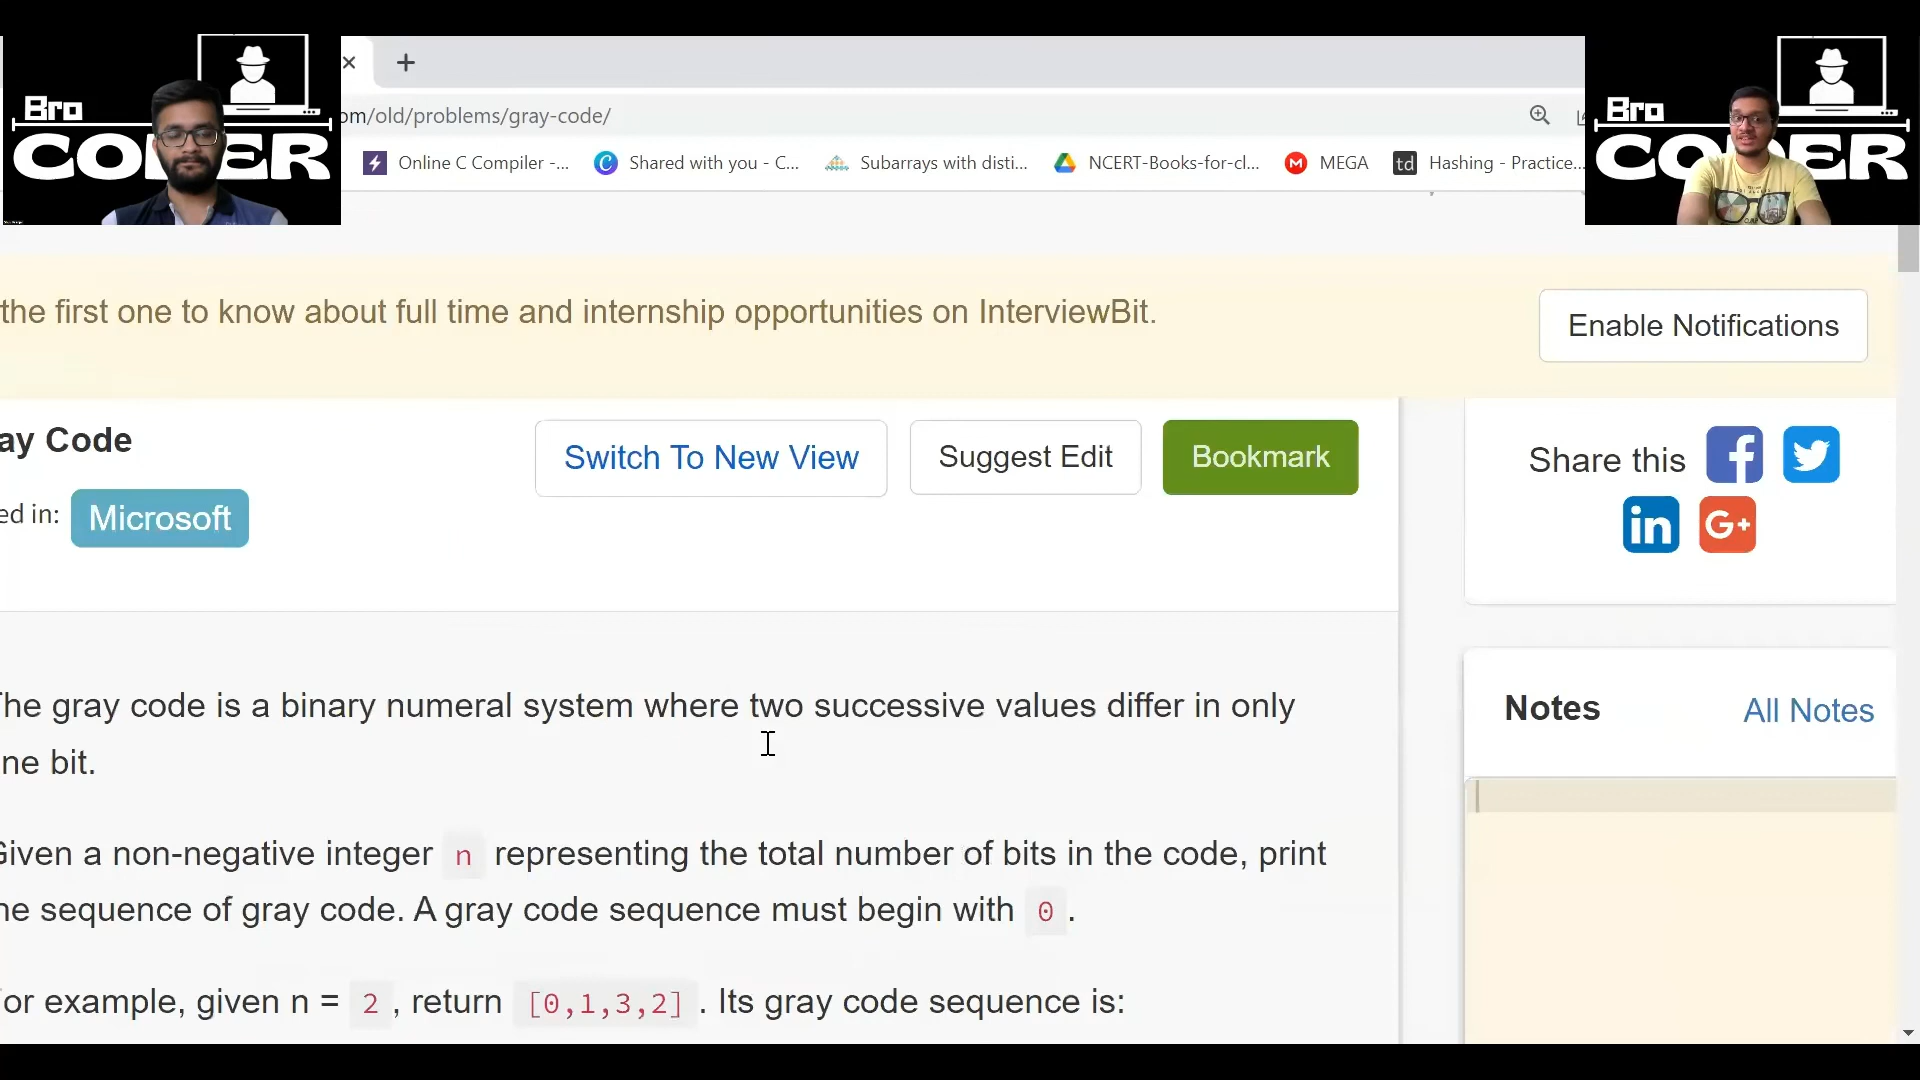 Bro
CODER
Bro
CODER
om/old/problems/gray-code/
Online C Compiler -...
Shared with you - C...
Subarrays with disti...
NCERT-Books-for-cl...
M
MEGA
td
Hashing - Practice...
the first one to know about full time and internship opportunities on InterviewBit.
Enable Notifications
ay Code
Switch To New View
Suggest Edit
Bookmark
ed in:
Microsoft
Share this
f
in
G+
The gray code is a binary numeral system where two successive values differ in only
ne bit.
Given a non-negative integer n representing the total number of bits in the code, print
he sequence of gray code. A gray code sequence must begin with 0.
or example, given n = 2, return [0,1,3,2]. Its gray code sequence is:
Notes
All Notes